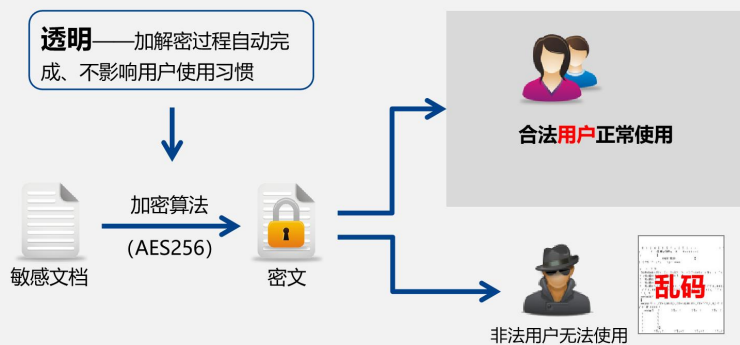 透明——加解密过程自动完
成、不影响用户使用习惯
合法用户正常使用
加密算法
（AES256）
敏感文档
密文
乱码
非法用户无法使用